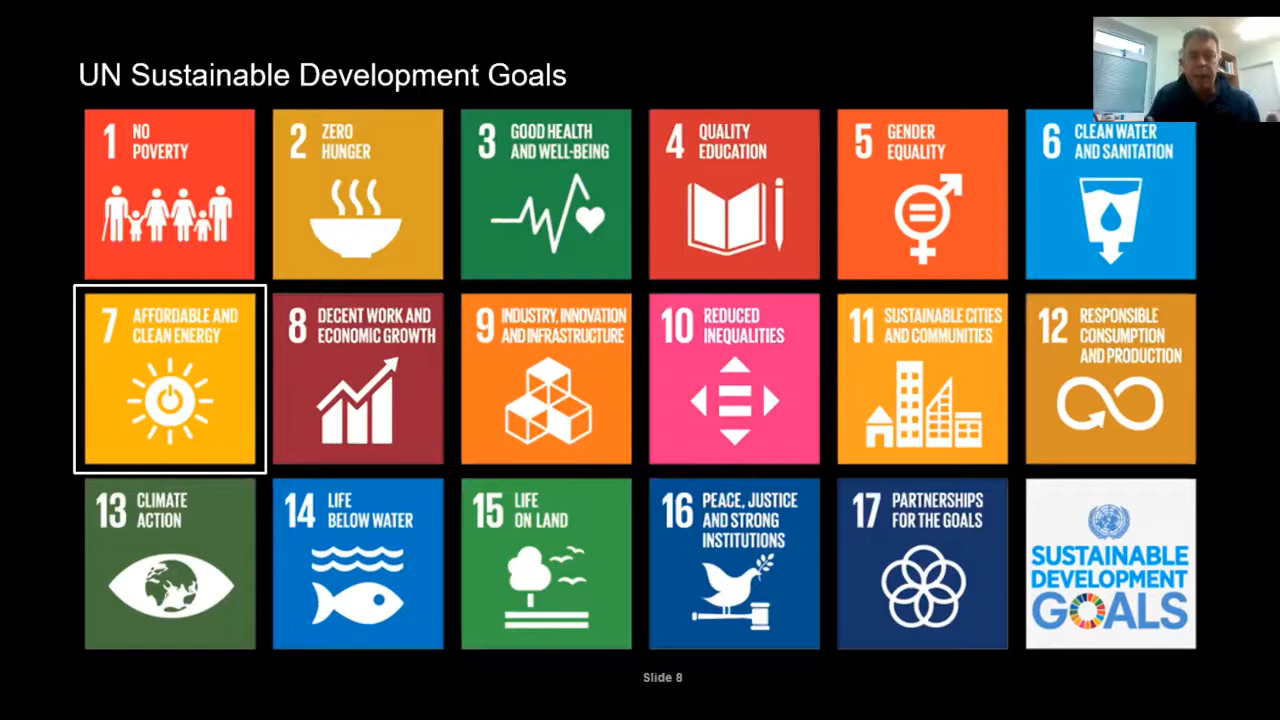 UN Sustainable Development Goals
1 NO
POVERTY
2 ZERO
HUNGER
3 GOOD HEALTH
AND WELL-BEING
4 QUALITY
EDUCATION
5 GENDER
EQUALITY
6 CLEAN WATER
AND SANITATION
7 AFFORDABLE AND
CLEAN ENERGY
8 DECENT WORK AND
ECONOMIC GROWTH
9 INDUSTRY, INNOVATION
AND INFRASTRUCTURE
10 REDUCED
INEQUALITIES
11 SUSTAINABLE CITIES
AND COMMUNITIES
12 RESPONSIBLE
CONSUMPTION
AND PRODUCTION
13 CLIMATE
ACTION
14 LIFE
BELOW WATER
15 LIFE
ON LAND
16 PEACE, JUSTICE
AND STRONG
INSTITUTIONS
17 PARTNERSHIPS
FOR THE GOALS
SUSTAINABLE
DEVELOPMENT
GOALS
Slide 8